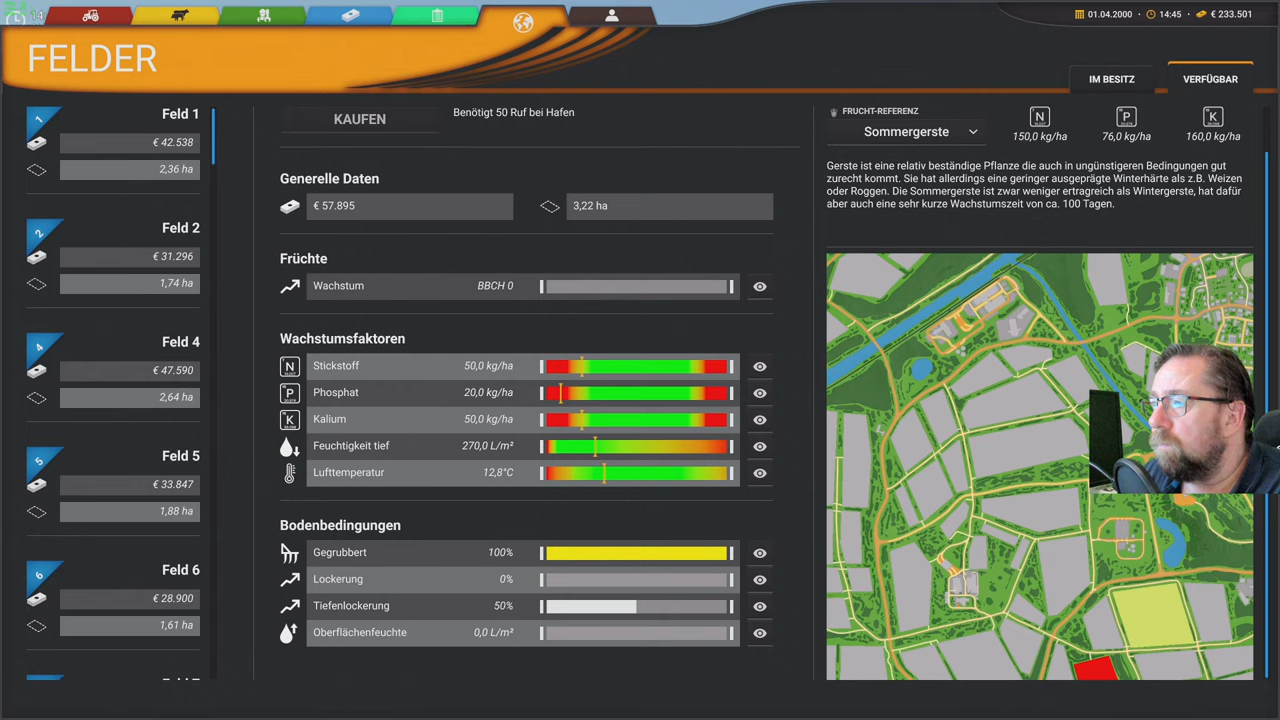 14
01.04.2000 · 14:45 · € 233.501
FELDER
IM BESITZ
VERFÜGBAR
1
Feld 1
€ 42.538
2,36 ha
2
Feld 2
€ 31.296
1,74 ha
4
Feld 4
€ 47.590
2,64 ha
5
Feld 5
€ 33.847
1,88 ha
6
Feld 6
€ 28.900
1,61 ha
KAUFEN
Benötigt 50 Ruf bei Hafen
Generelle Daten
€ 57.895
3,22 ha
Früchte
Wachstum BBCH 0
Wachstumsfaktoren
N Stickstoff 50,0 kg/ha
P Phosphat 20,0 kg/ha
K Kalium 50,0 kg/ha
Feuchtigkeit tief 270,0 L/m²
Lufttemperatur 12,8°C
Bodenbedingungen
Gegrubbert 100%
Lockerung 0%
Tiefenlockerung 50%
Oberflächenfeuchte 0,0 L/m²
FRUCHT-REFERENZ
Sommergerste
N
150,0 kg/ha
P
76,0 kg/ha
K
160,0 kg/ha
Gerste ist eine relativ beständige Pflanze die auch in ungünstigeren Bedingungen gut
zurecht kommt. Sie hat allerdings eine geringer ausgeprägte Winterhärte als z.B. Weizen
oder Roggen. Die Sommergerste ist zwar weniger ertragreich als Wintergerste, hat dafür
aber auch eine sehr kurze Wachstumszeit von ca. 100 Tagen.